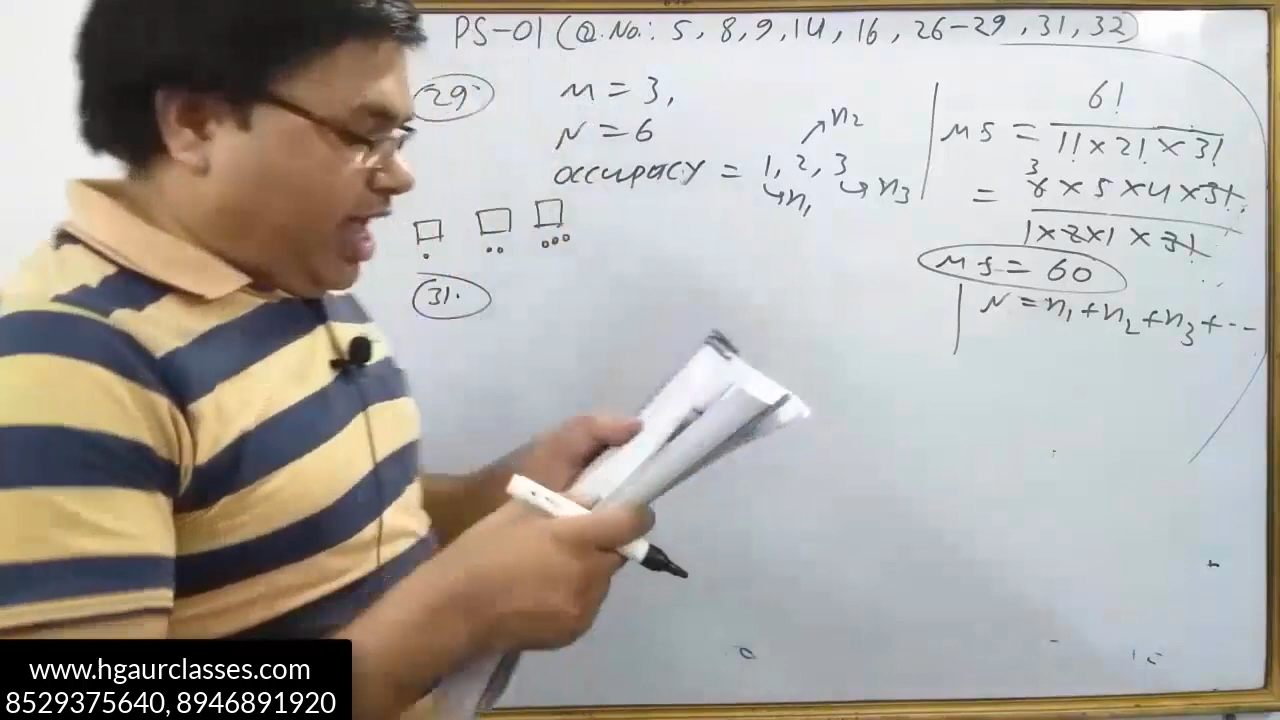 PS-01 (Q.No.: 5, 8, 9, 14, 16, 26-29, 31, 32)
29.
M = 3,
N = 6
occupacy = 1, 2, 3
n2
n1
n3
31.
MS = 6! / 1! × 2! × 3!
= 6 × 5 × 4 × 3! / 1 × 2 × 1 × 3!
3
MS = 60
N = n1 + n2 + n3 + ---
www.hgaurclasses.com
8529375640, 8946891920